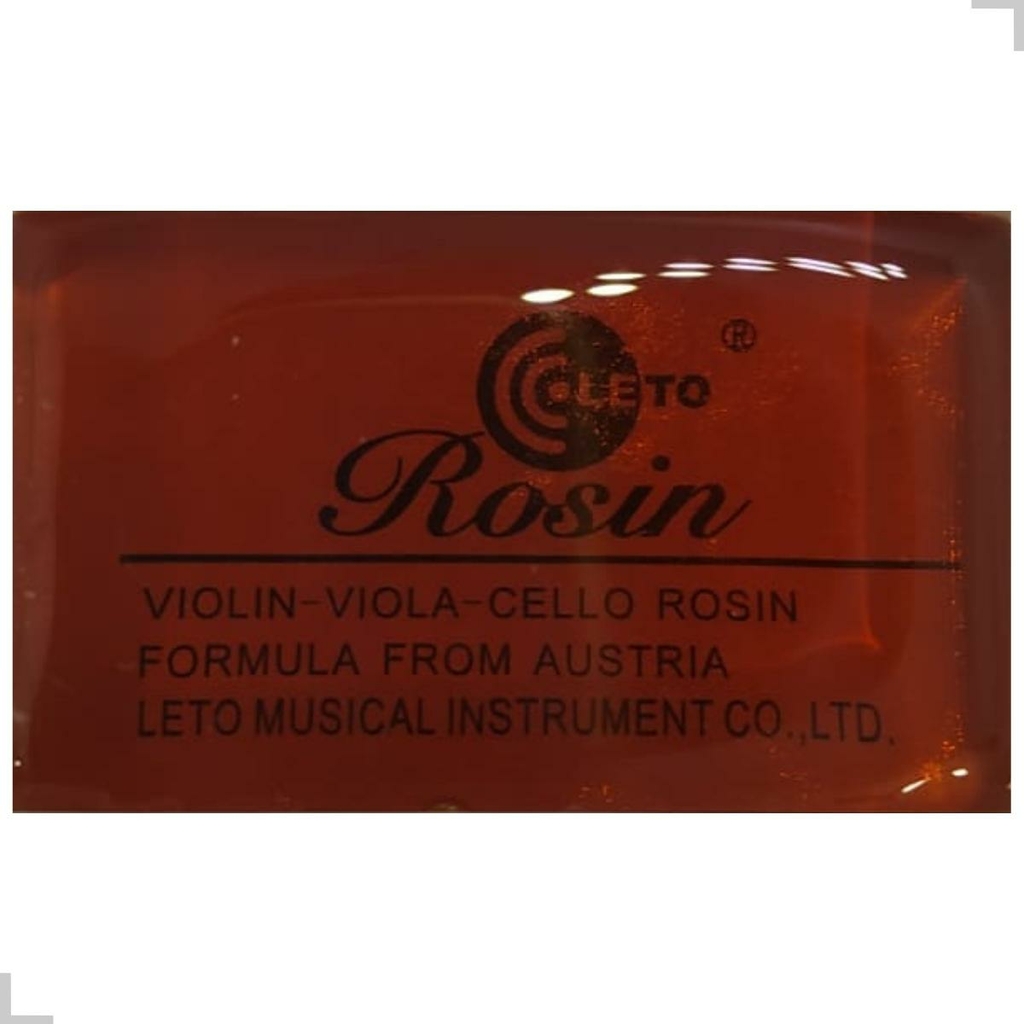 LETO ®
Rosin
VIOLIN-VIOLA-CELLO ROSIN
FORMULA FROM AUSTRIA
LETO MUSICAL INSTRUMENT CO.,LTD.